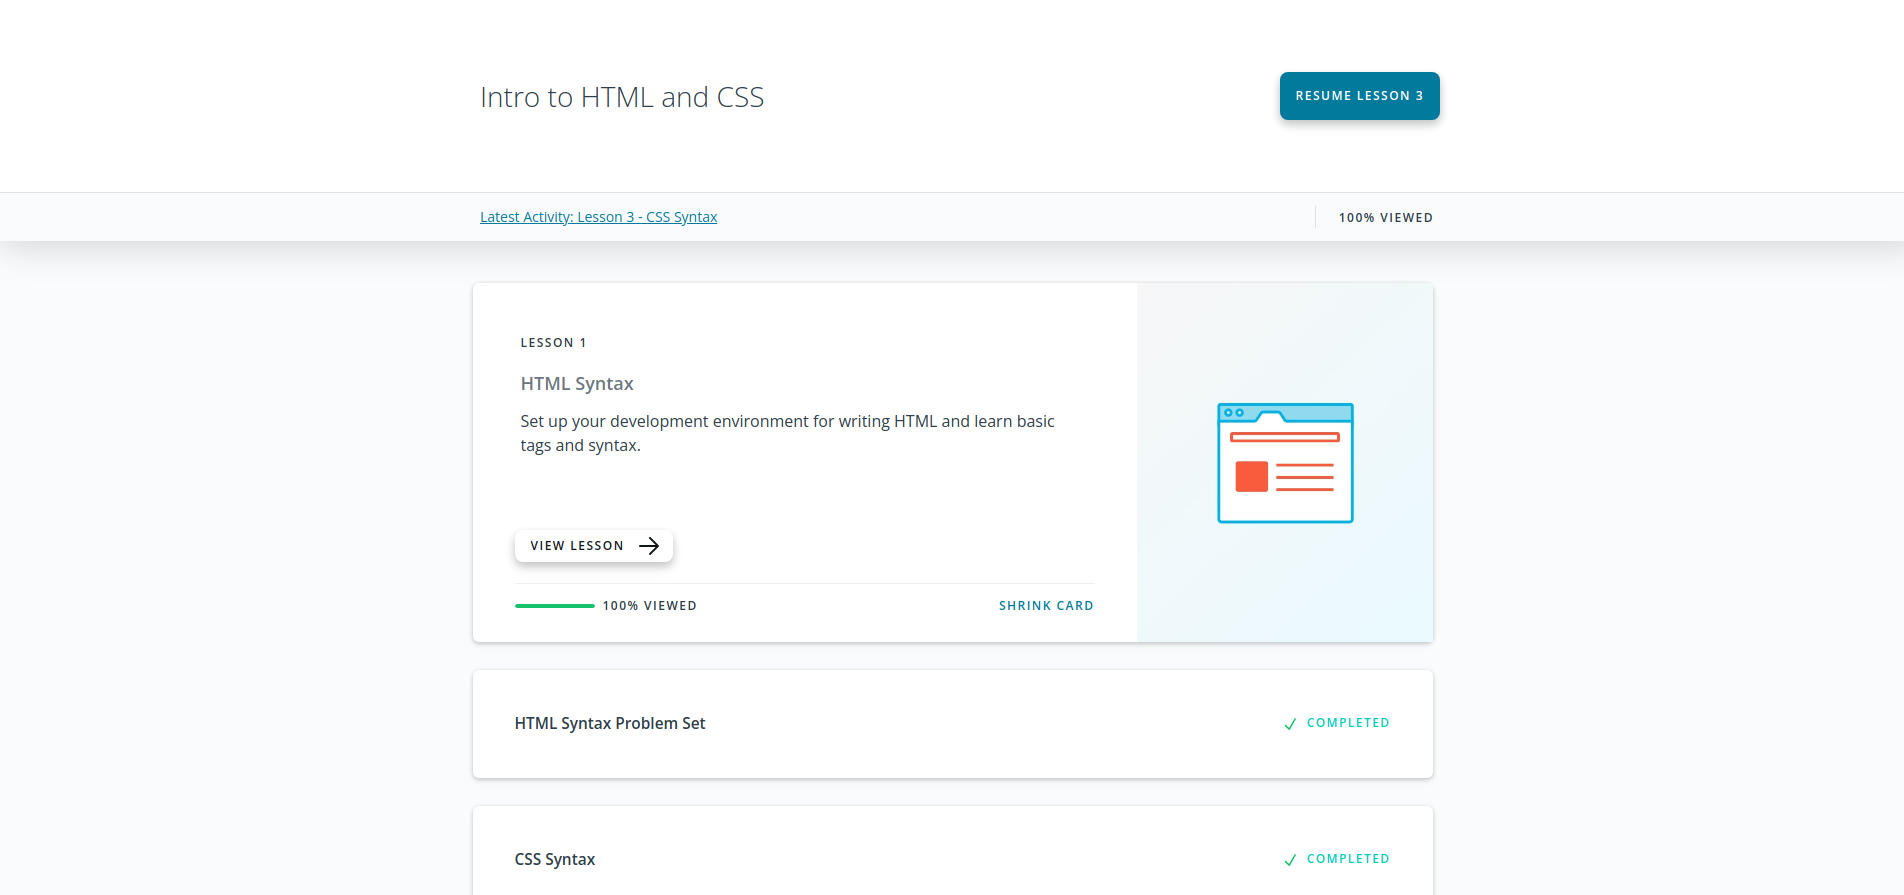 Intro to HTML and CSS
RESUME LESSON 3
Latest Activity: Lesson 3 - CSS Syntax
100% VIEWED
LESSON 1
HTML Syntax
Set up your development environment for writing HTML and learn basic
tags and syntax.
VIEW LESSON
100% VIEWED
SHRINK CARD
HTML Syntax Problem Set
COMPLETED
CSS Syntax
COMPLETED